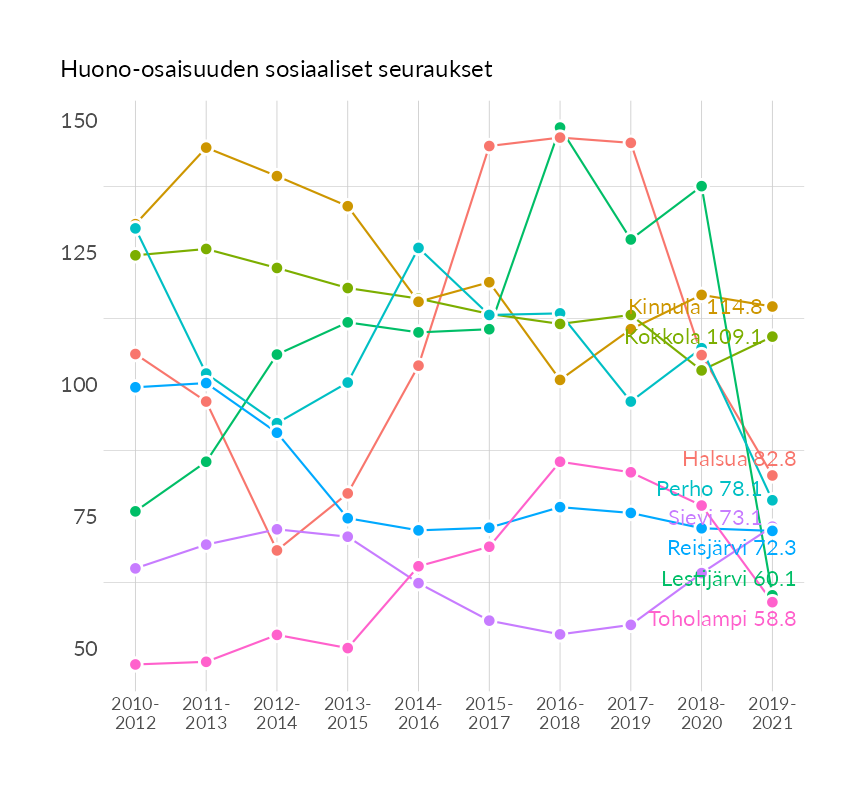 Huono-osaisuuden sosiaaliset seuraukset
150
125
100
75
50
Kinnula 114.8
Kokkola 109.1
Halsua 82.8
Perho 78.1
Sievi 73.1
Reisjärvi 72.3
Lestijärvi 60.1
Toholampi 58.8
2010- 2011- 2012- 2013- 2014- 2015- 2016- 2017- 2018- 2019-
2012 2013 2014 2015 2016 2017 2018 2019 2020 2021